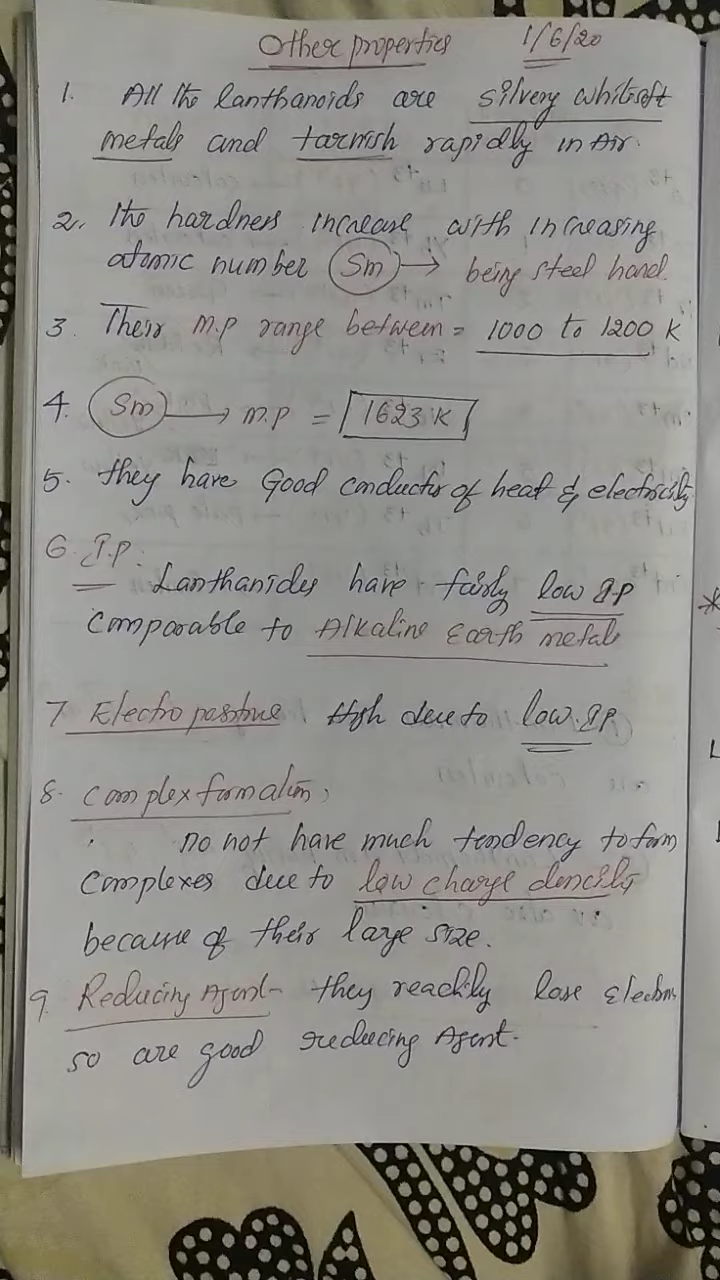 Other properties 1/6/20
1. All the lanthanoids are silvery white soft
metals and tarnish rapidly in Air.
2. the hardness increase with increasing
atomic number Sm → being steel hard.
3. Their m.p range between = 1000 to 1200 K
4. Sm → m.p = 1623 K
5. they have Good conductor of heat & electricity
6. I.P:
Lanthanides have fairly low I.P
Comparable to Alkaline Earth metals
7 Electro positive High due to low I.P.
8. Complex formation,
Do not have much tendency to form
Complexes due to low charge dencity
because of their large size.
9. Reducing Agent- they readily lose Electrons
so are good reducing Agent.